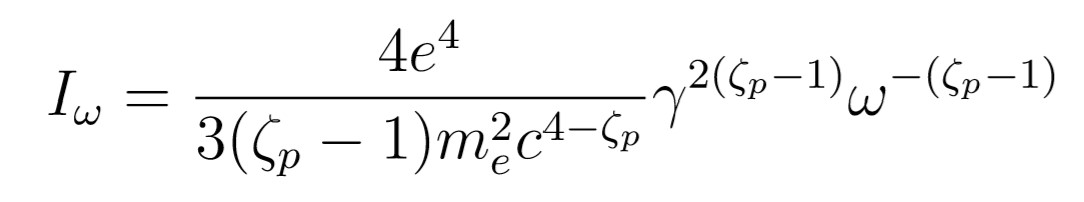 I_ω = \frac{4e^4}{3(ζ_p − 1)m_e^2 c^{4−ζ_p}} γ^{2(ζ_p−1)} ω^{−(ζ_p−1)}